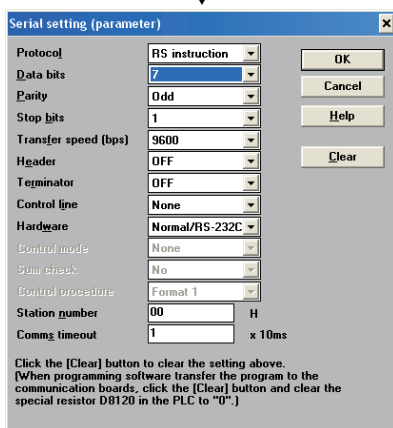 Serial setting (parameter)
Protocol RS instruction OK
Data bits 7 Cancel
Parity Odd
Stop bits 1 Help
Transfer speed (bps) 9600
Header OFF Clear
Terminator OFF
Control line None
Hardware Normal/RS-232C
Control mode None
Sum check No
Control procedure Format 1
Station number 00 H
Comms timeout 1 x 10ms
Click the [Clear] button to clear the setting above.
(When programming software transfer the program to the
communication boards, click the [Clear] button and clear the
special resistor D8120 in the PLC to "0".)